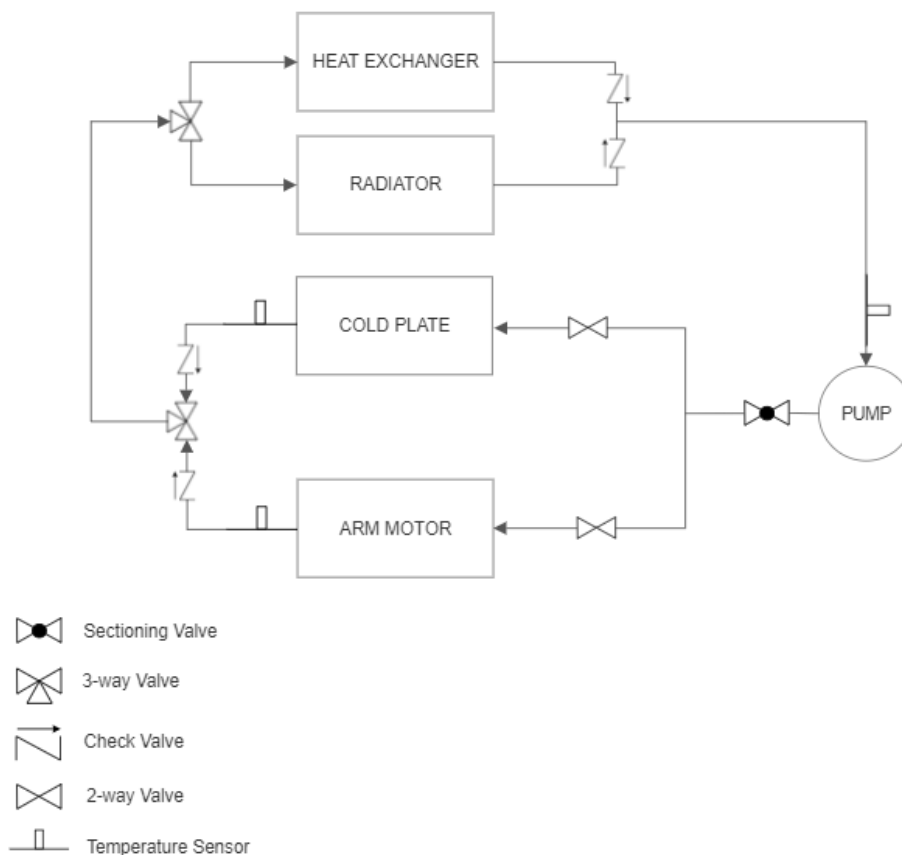 HEAT EXCHANGER
RADIATOR
COLD PLATE
PUMP
ARM MOTOR
Sectioning Valve
3-way Valve
Check Valve
2-way Valve
Temperature Sensor